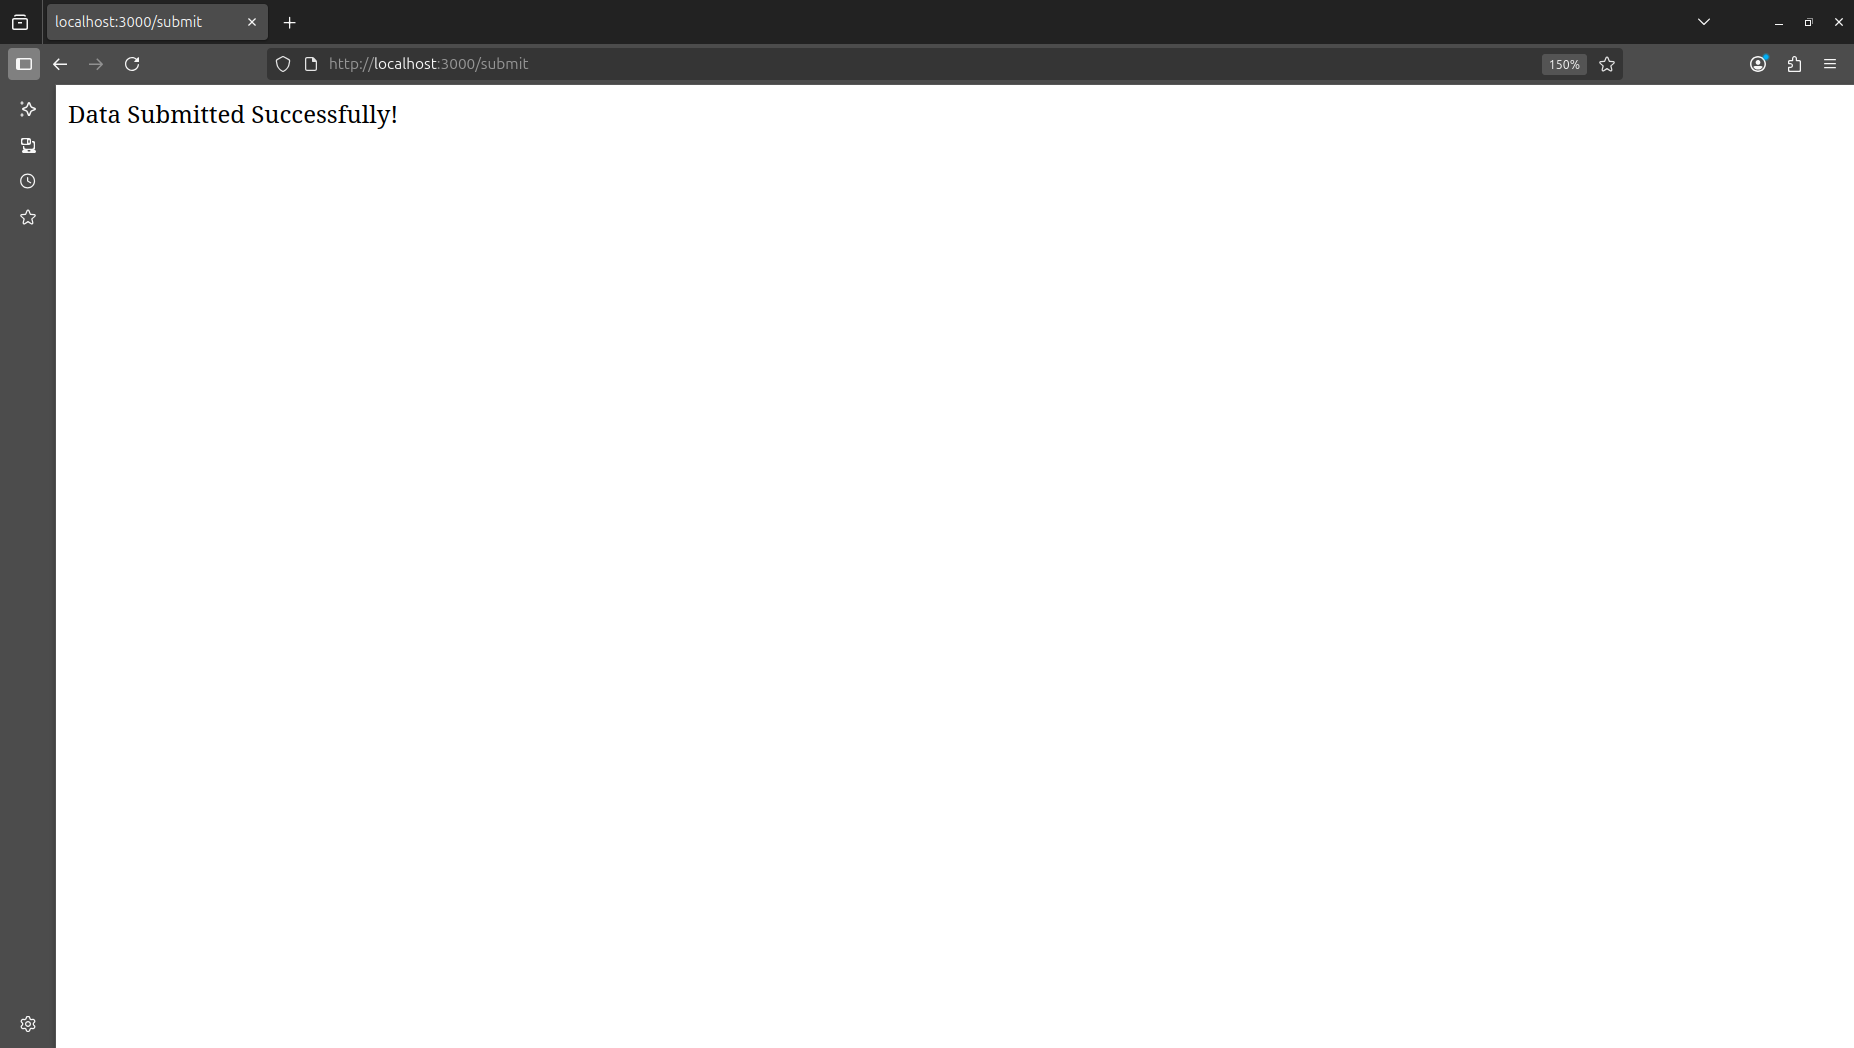 localhost:3000/submit
http://localhost:3000/submit
150%
Data Submitted Successfully!